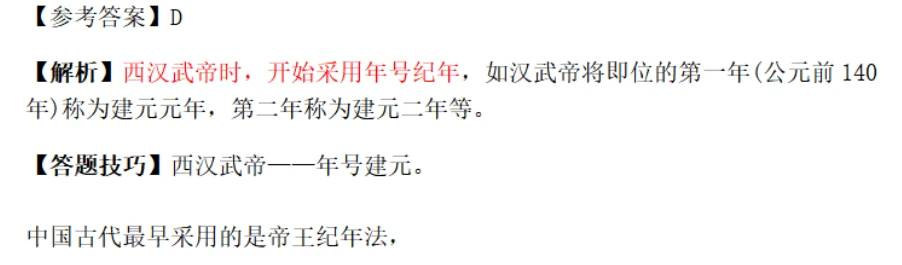 【参考答案】D
【解析】西汉武帝时，开始采用年号纪年，如汉武帝将即位的第一年(公元前 140
年)称为建元元年，第二年称为建元二年等。
【答题技巧】西汉武帝——年号建元。
中国古代最早采用的是帝王纪年法，